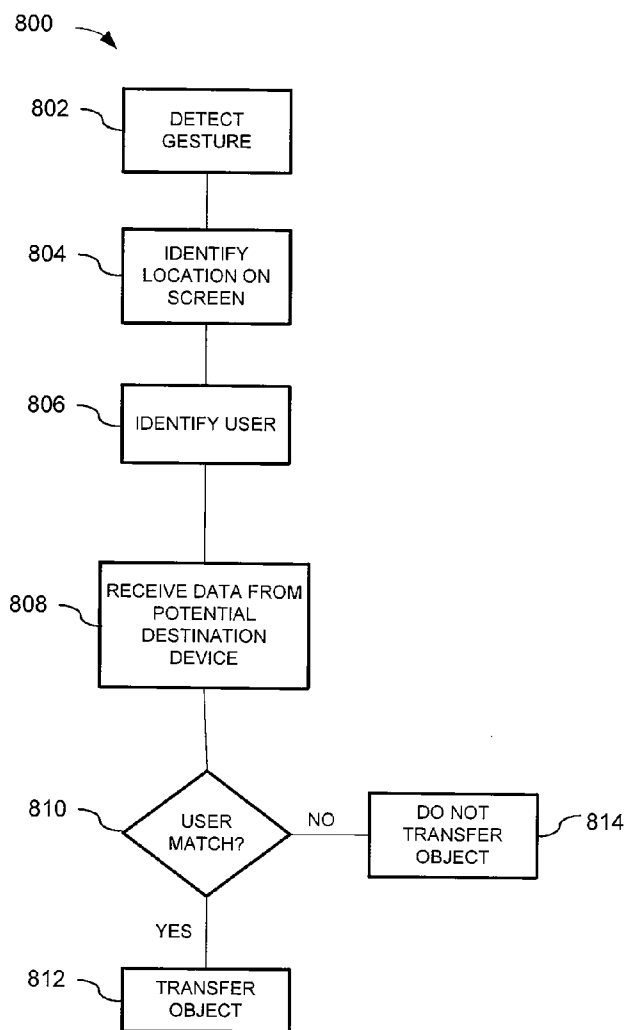 800
802
DETECT
GESTURE
804
IDENTIFY
LOCATION ON
SCREEN
806
IDENTIFY USER
808
RECEIVE DATA FROM
POTENTIAL
DESTINATION
DEVICE
810
USER
MATCH?
NO
DO NOT
TRANSFER
OBJECT
814
YES
812
TRANSFER
OBJECT